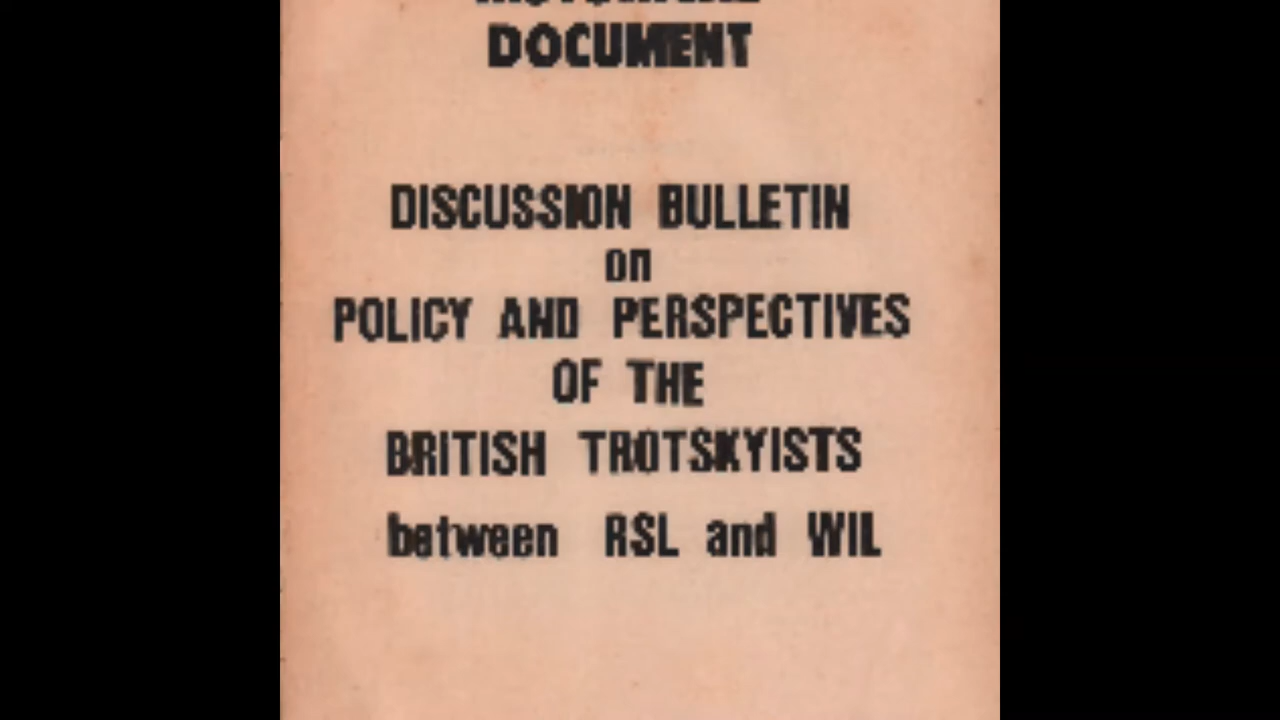 DOCUMENT
DISCUSSION BULLETIN
on
POLICY AND PERSPECTIVES
OF THE
BRITISH TROTSKYISTS
between RSL and WIL